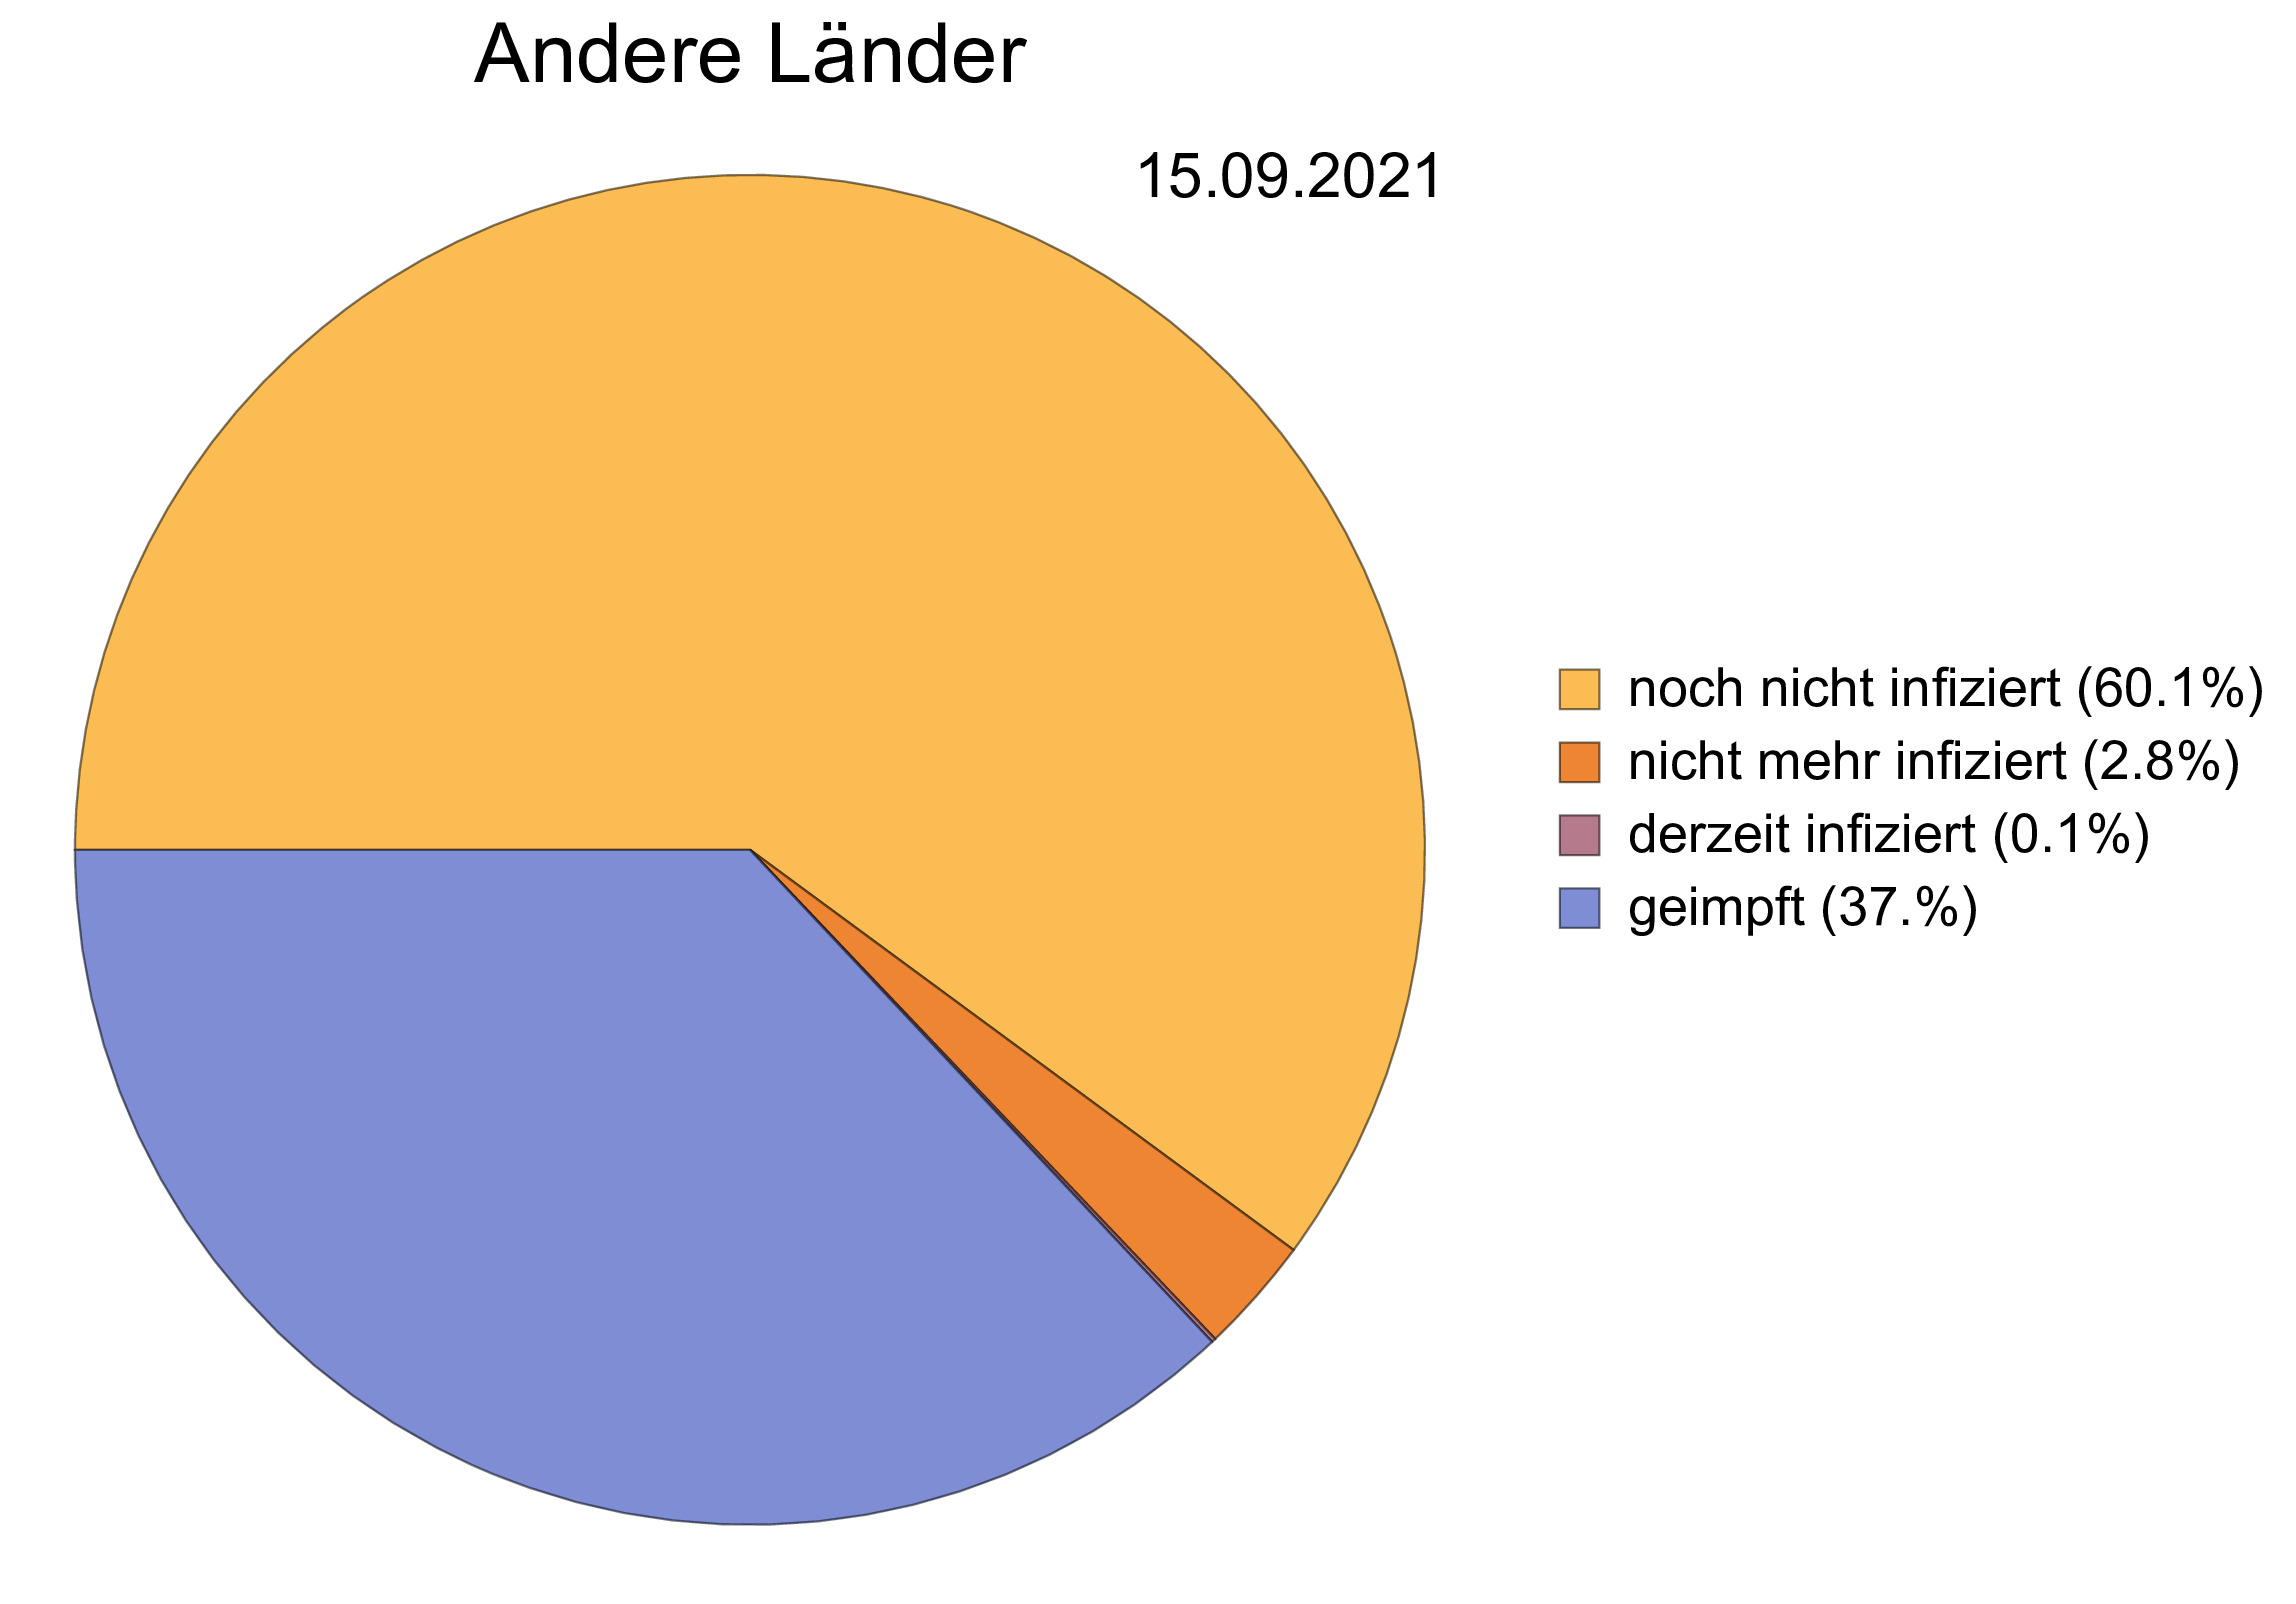 Andere Länder
15.09.2021
noch nicht infiziert (60.1%)
nicht mehr infiziert (2.8%)
derzeit infiziert (0.1%)
geimpft (37.%)